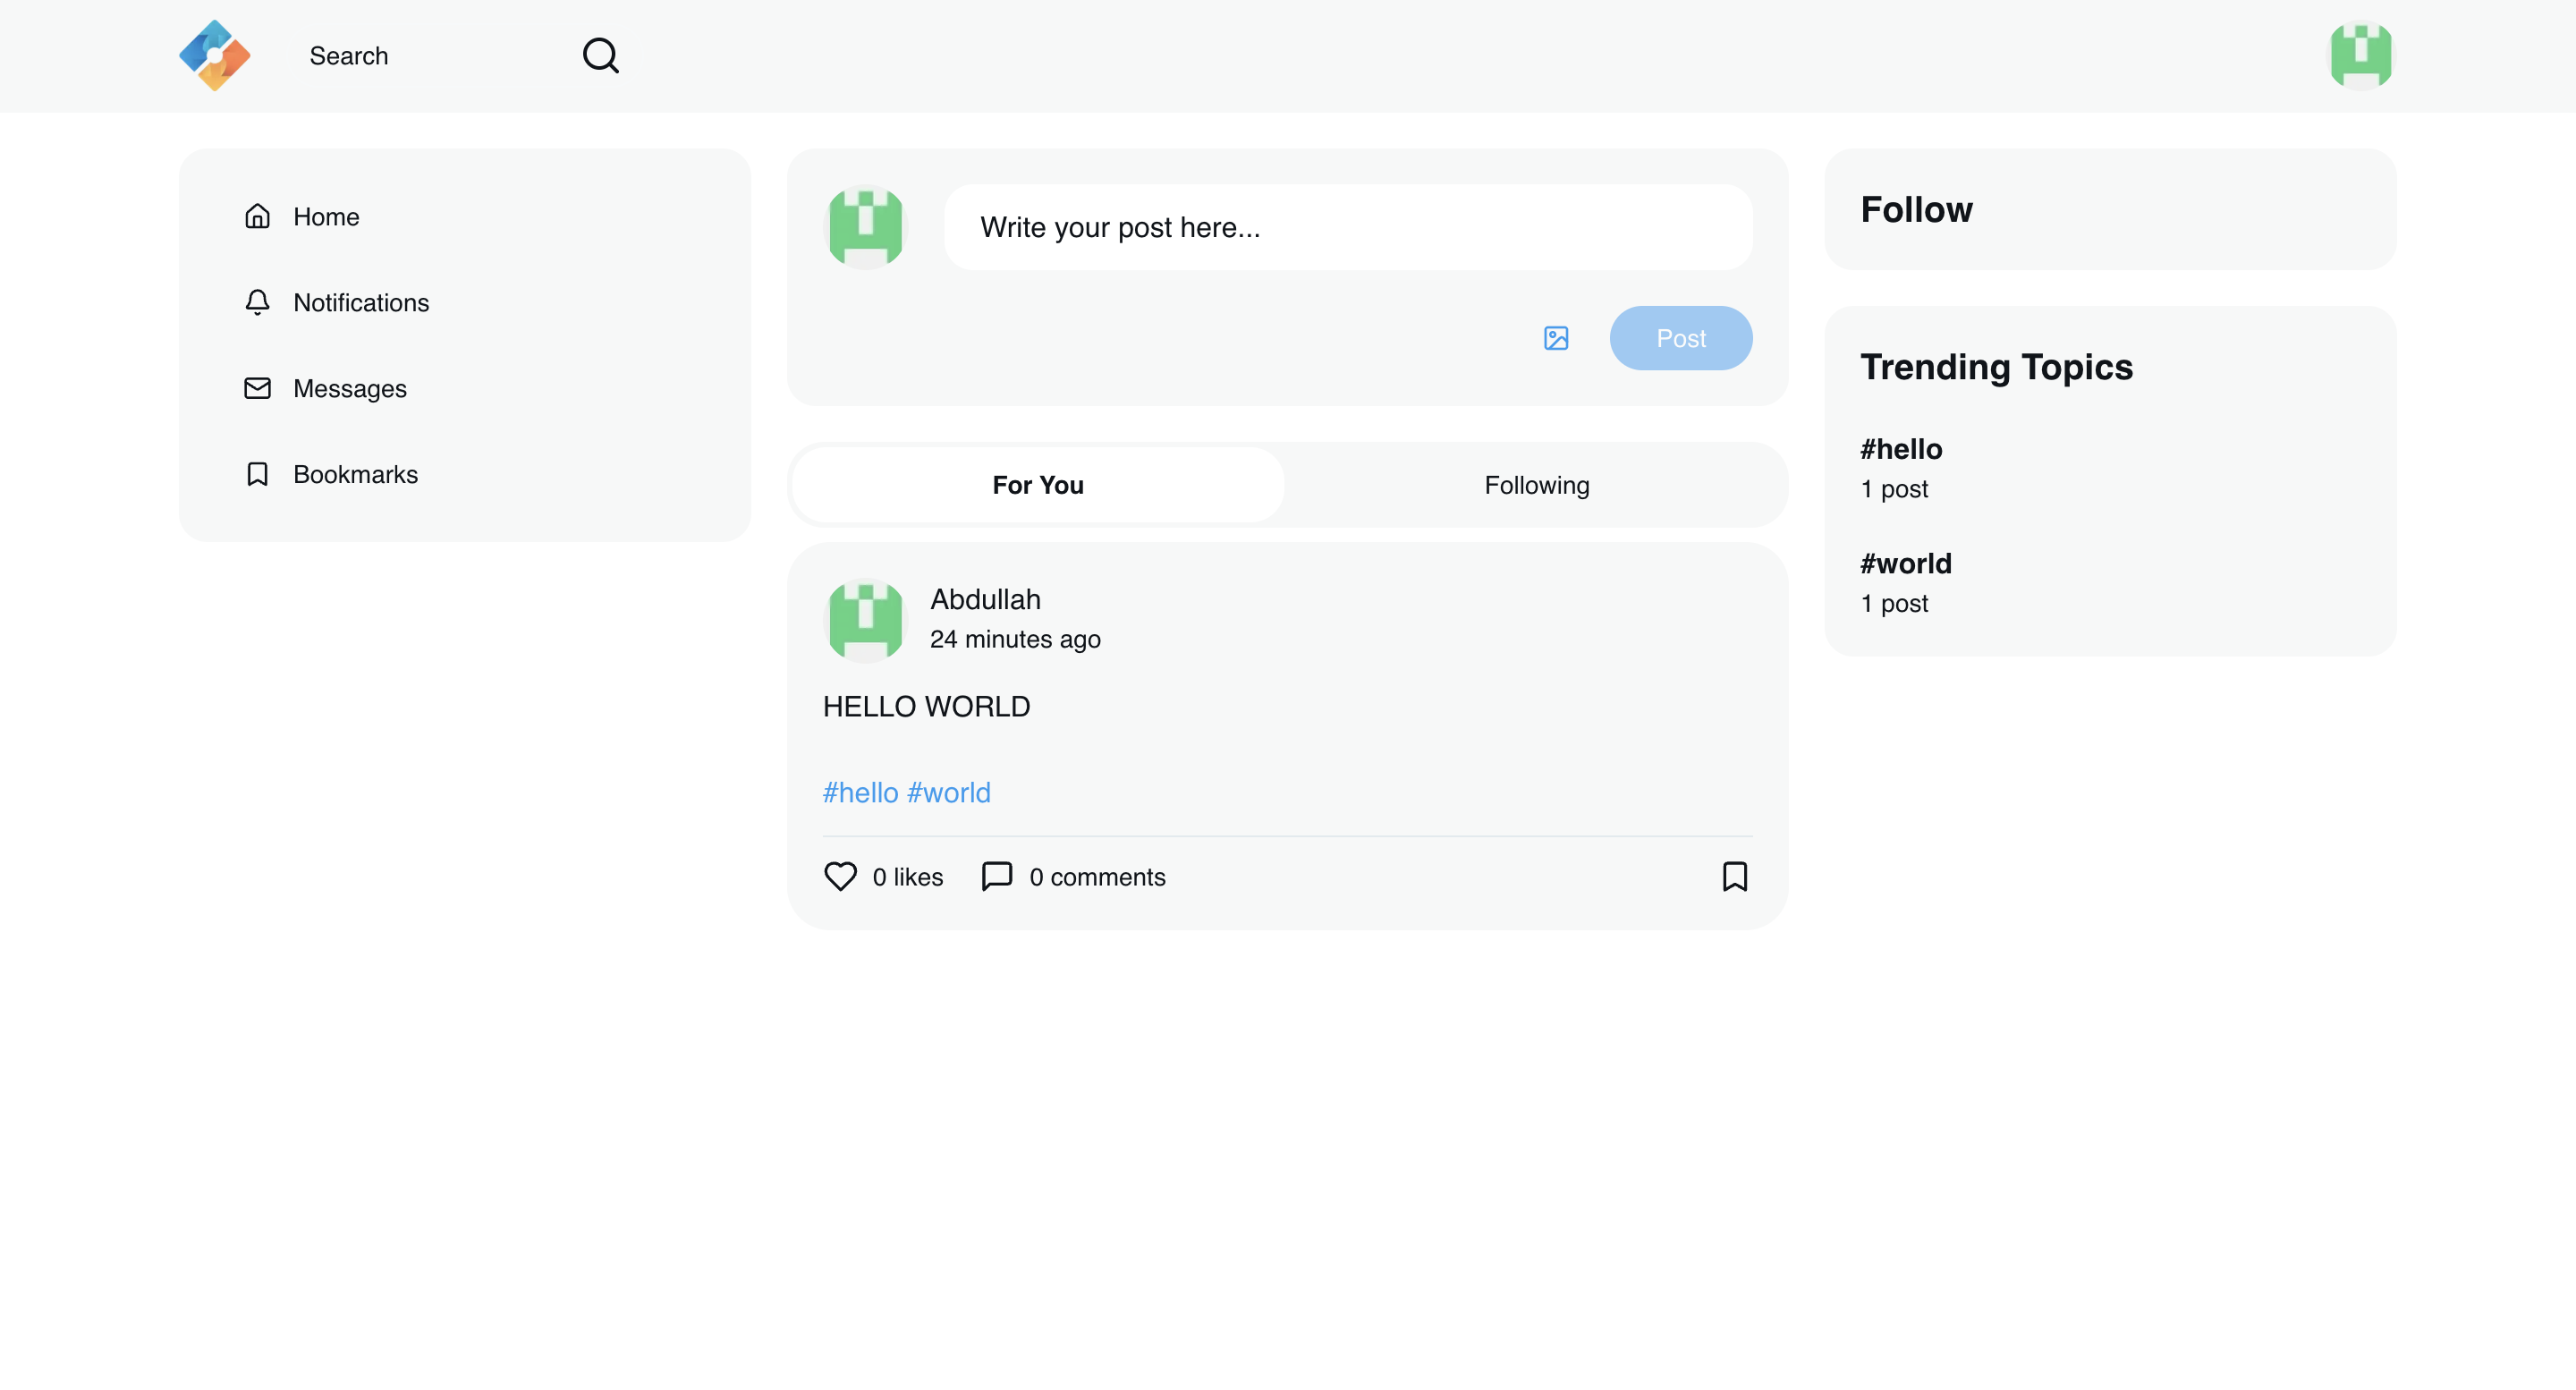 Search
Home
Notifications
Messages
Bookmarks
Write your post here...
Post
For You
Following
Abdullah
24 minutes ago
HELLO WORLD
#hello #world
0 likes
0 comments
Follow
Trending Topics
#hello
1 post
#world
1 post